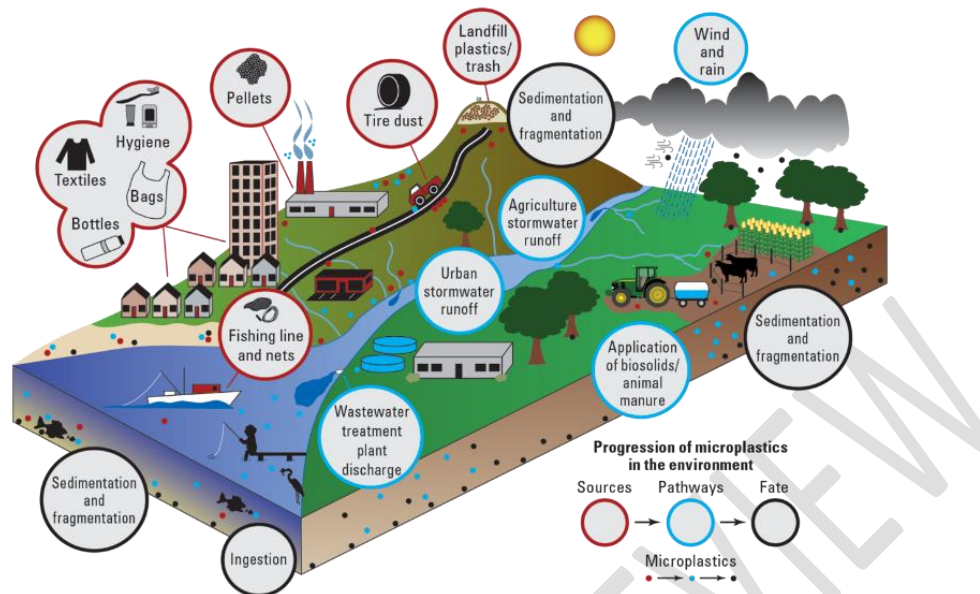 Landfill
plastics/
trash
Wind
and
rain
Pellets
Tire dust
Sedimentation
and
fragmentation
Hygiene
Textiles
Bags
Bottles
Agriculture
stormwater
runoff
Urban
stormwater
runoff
Fishing line
and nets
Application
of biosolids/
animal
manure
Sedimentation
and
fragmentation
Wastewater
treatment
plant
discharge
Sedimentation
and
fragmentation
Ingestion
Progression of microplastics
in the environment
Sources
Pathways
Fate
Microplastics
EVIEW